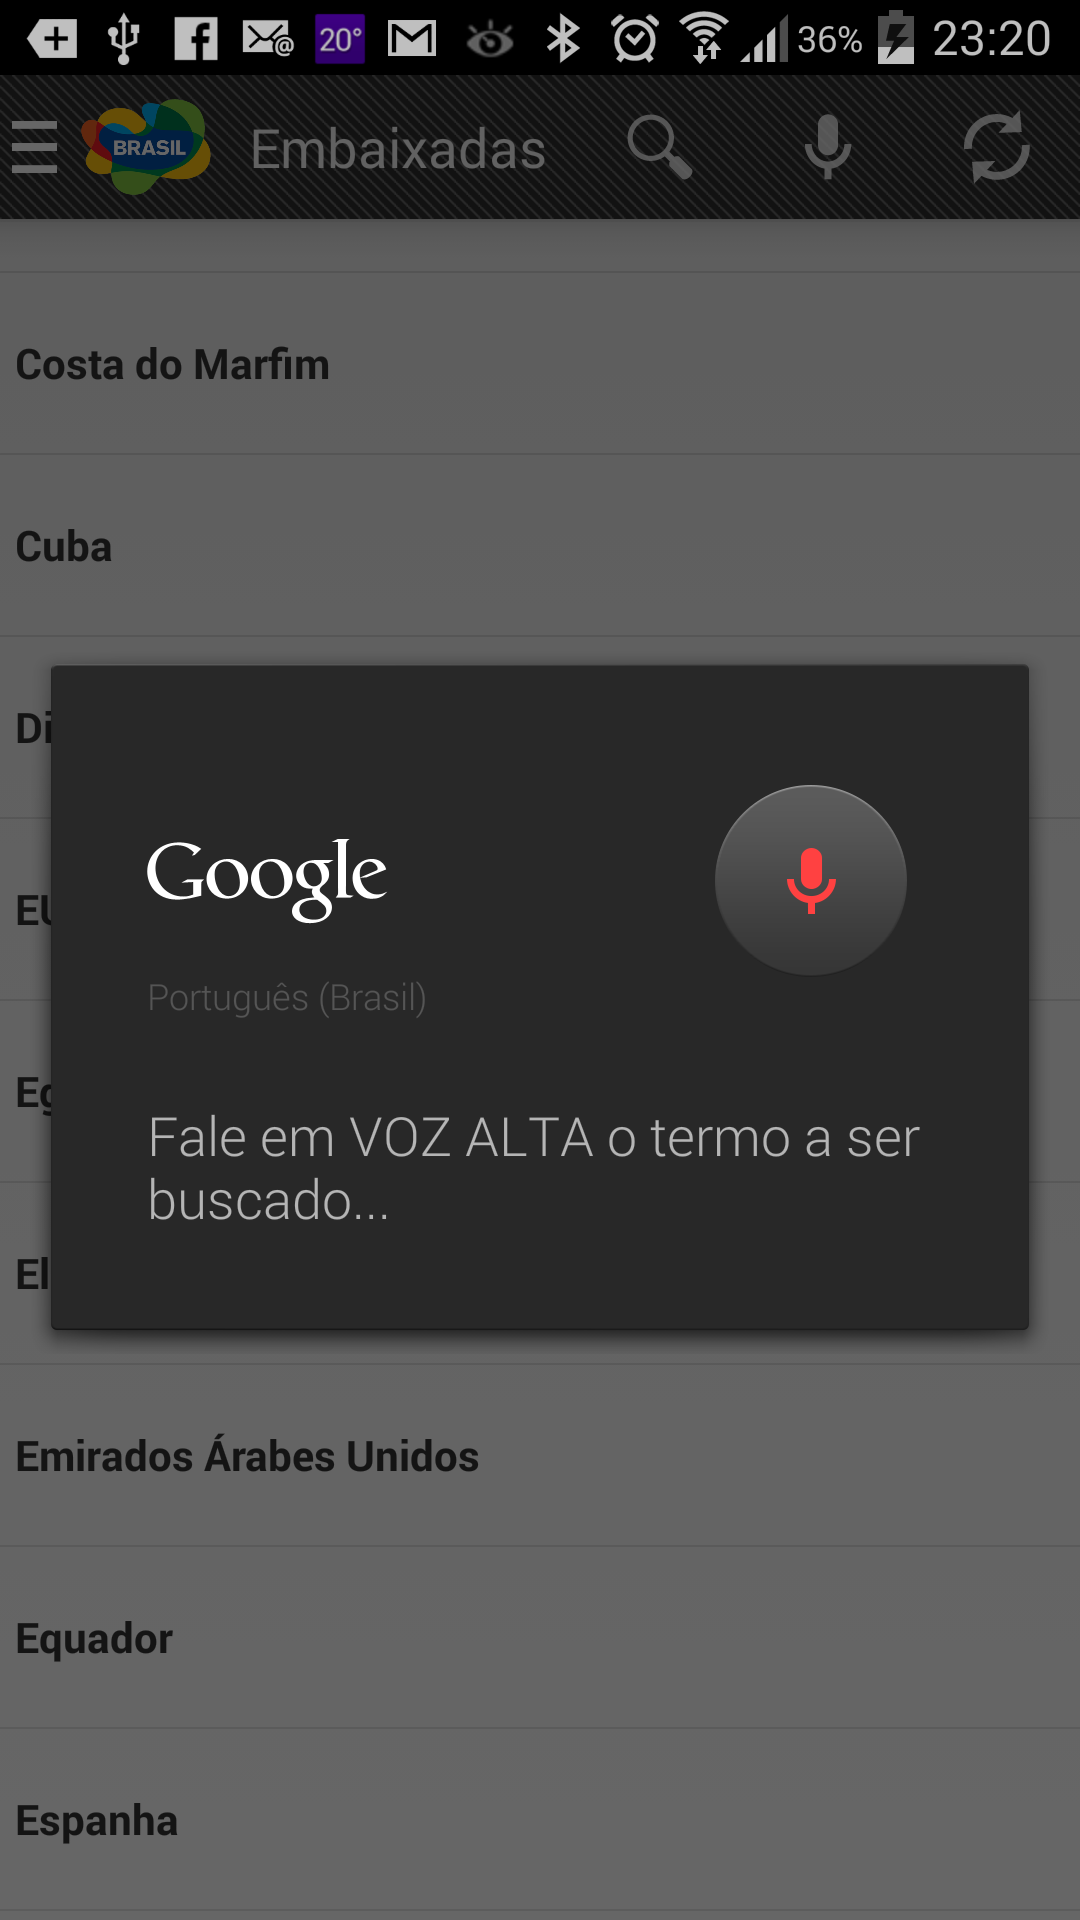 20° 36% 23:20
BRASIL Embaixadas
Costa do Marfim
Cuba
Di
EU
Eg
El
Google
Português (Brasil)
Fale em VOZ ALTA o termo a ser
buscado...
Emirados Árabes Unidos
Equador
Espanha